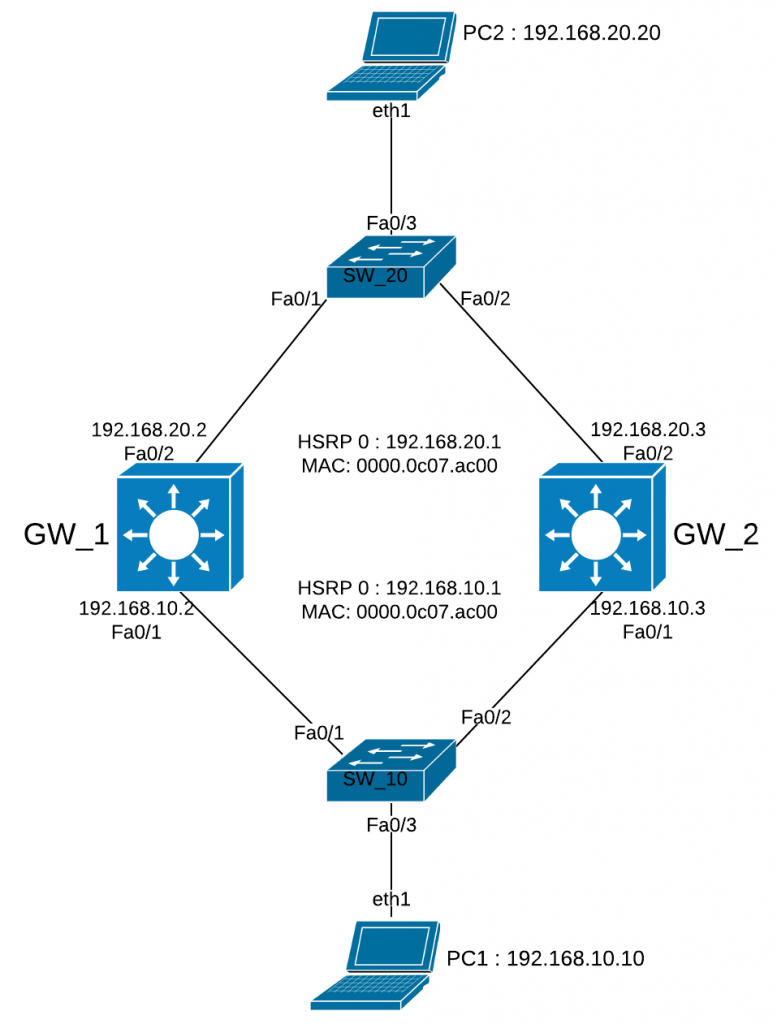 PC2 : 192.168.20.20
eth1
Fa0/3
SW_20
Fa0/1
Fa0/2
192.168.20.2
Fa0/2
HSRP 0 : 192.168.20.1
MAC: 0000.0c07.ac00
192.168.20.3
Fa0/2
GW_1
GW_2
192.168.10.2
Fa0/1
HSRP 0 : 192.168.10.1
MAC: 0000.0c07.ac00
192.168.10.3
Fa0/1
Fa0/1
Fa0/2
SW_10
Fa0/3
eth1
PC1 : 192.168.10.10